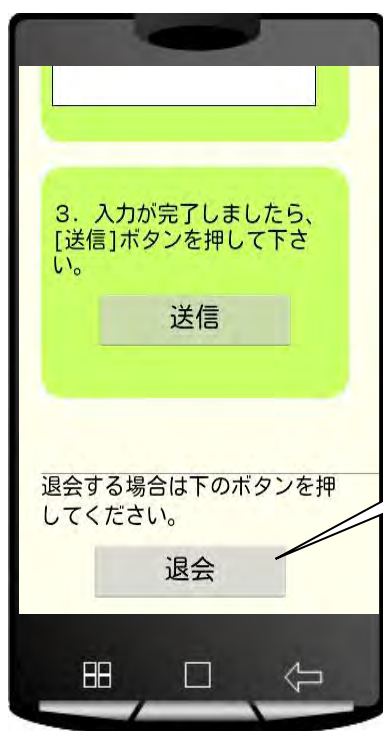 3．入力が完了しましたら、
[送信]ボタンを押して下さ
い。
送信
退会する場合は下のボタンを押
してください。
退会